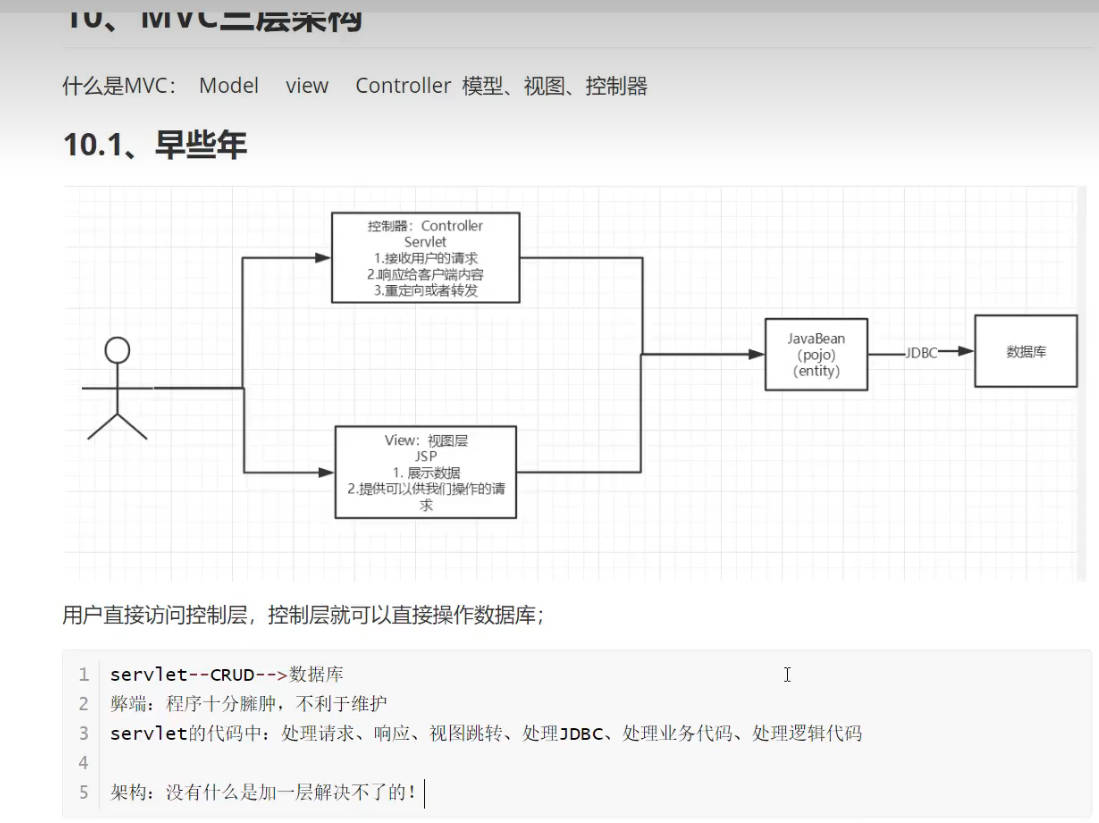 10、MVC三层架构
什么是MVC： Model view Controller 模型、视图、控制器
10.1、早些年
控制器：Controller
Servlet
1.接收用户的请求
2.响应给客户端内容
3.重定向或者转发
View：视图层
JSP
1. 展示数据
2.提供可以供我们操作的请
求
JavaBean
(pojo)
(entity)
JDBC
数据库
用户直接访问控制层，控制层就可以直接操作数据库；
1 servlet--CRUD-->数据库
2 弊端：程序十分臃肿，不利于维护
3 servlet的代码中：处理请求、响应、视图跳转、处理JDBC、处理业务代码、处理逻辑代码
4
5 架构：没有什么是加一层解决不了的！